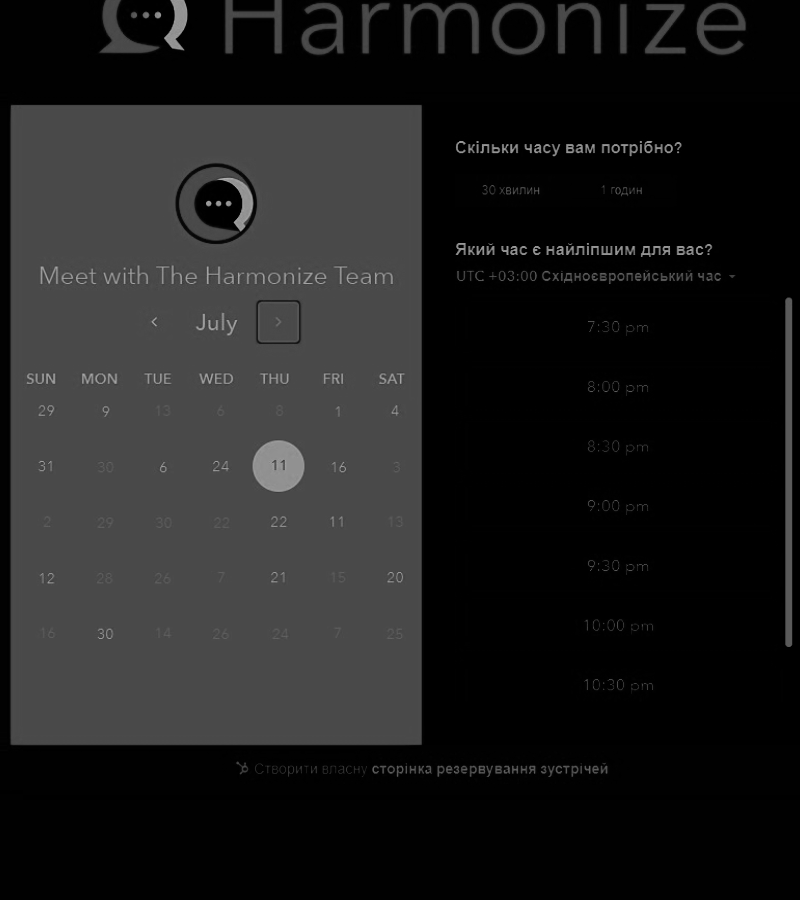 Harmonize
Meet with The Harmonize Team
July
SUN MON TUE WED THU FRI SAT
29 9 13 6 8 1 4
31 30 6 24 11 16 3
2 29 30 22 22 11 13
12 28 26 7 21 15 20
16 30 14 26 24 7 25
Скільки часу вам потрібно?
30 хвилин 1 годин
Який час є найліпшим для вас?
UTC +03:00 Східноєвропейський час
7:30 pm
8:00 pm
8:30 pm
9:00 pm
9:30 pm
10:00 pm
10:30 pm
Створити власну сторінка резервування зустрічей